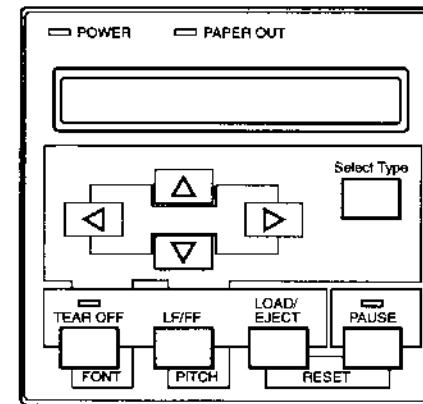 POWER PAPER OUT
Select Type
TEAR OFF LF/FF LOAD/ EJECT PAUSE
FONT PITCH RESET